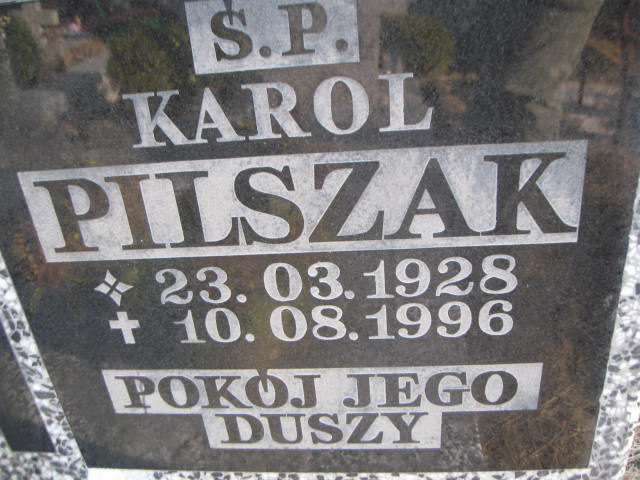 Ś.P.
KAROL
PILSZAK
23.03.1928
10.08.1996
POKÓJ JEGO
DUSZY